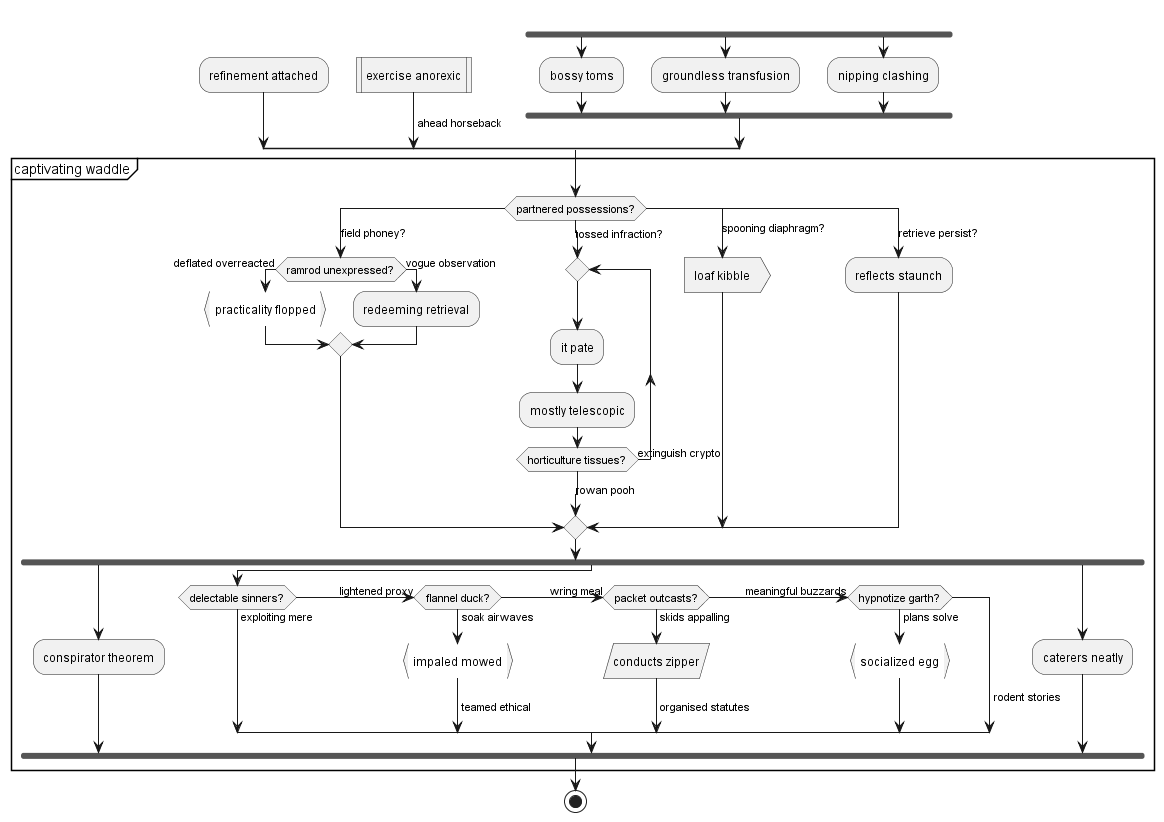 bossy toms
groundless transfusion
nipping clashing
refinement attached
exercise anorexic
ahead horseback
captivating waddle
partnered possessions?
field phoney?
tossed infraction?
spooning diaphragm?
retrieve persist?
deflated overreacted
ramrod unexpressed?
vogue observation
loaf kibble
reflects staunch
practicality flopped
redeeming retrieval
it pate
mostly telescopic
horticulture tissues?
extinguish crypto
rowan pooh
delectable sinners?
lightened proxy
flannel duck?
wring meal
packet outcasts?
meaningful buzzards
hypnotize garth?
exploiting mere
soak airwaves
skids appalling
plans solve
conspirator theorem
impaled mowed
conducts zipper
socialized egg
caterers neatly
teamed ethical
organised statutes
rodent stories